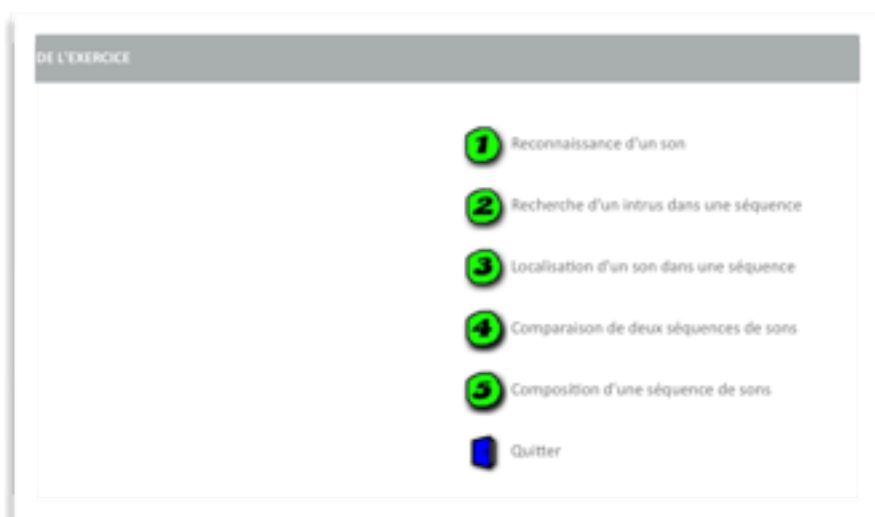 DE L'EXERCICE
1 Reconnaissance d'un son
2 Recherche d'un intrus dans une séquence
3 Localisation d'un son dans une séquence
4 Comparaison de deux séquences de sons
5 Composition d'une séquence de sons
Quitter